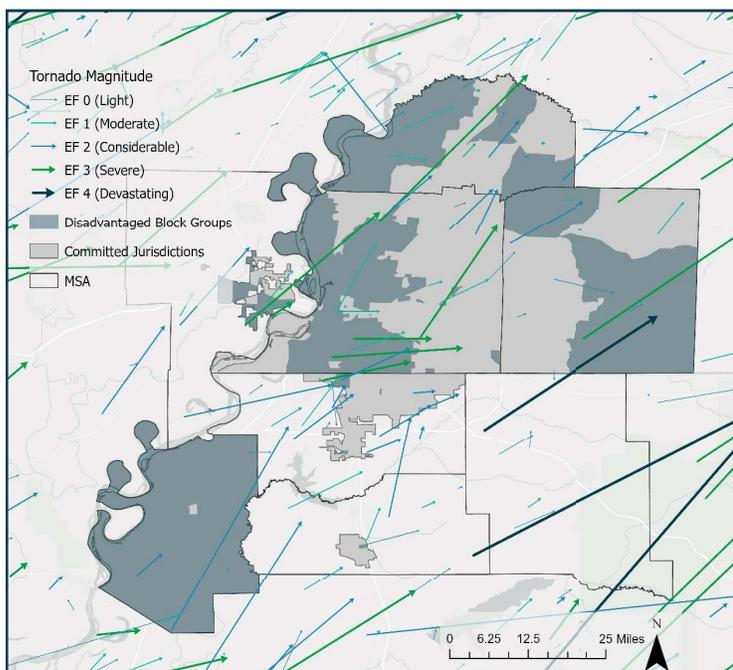 Tornado Magnitude
EF 0 (Light)
EF 1 (Moderate)
EF 2 (Considerable)
EF 3 (Severe)
EF 4 (Devastating)
Disadvantaged Block Groups
Committed Jurisdictions
MSA
N
0 6.25 12.5 25 Miles